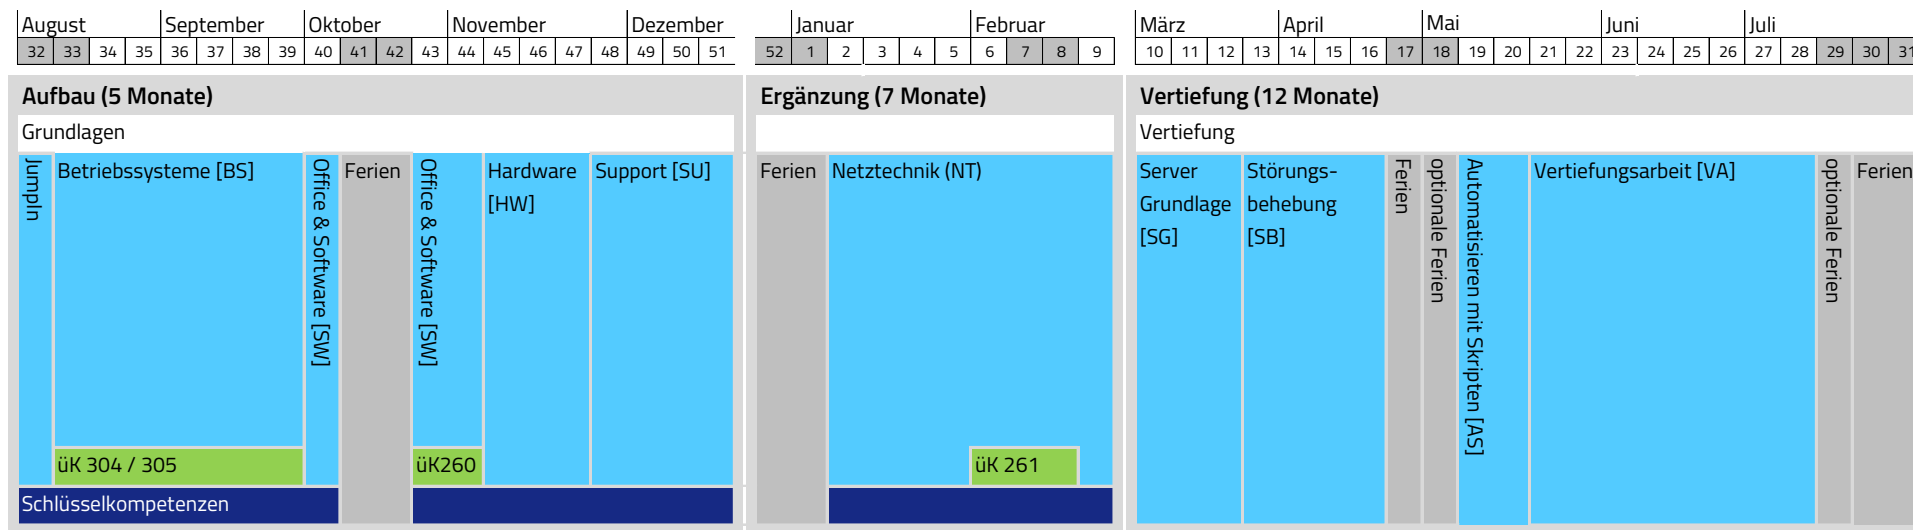 August September Oktober November Dezember Januar Februar März April Mai Juni Juli
32 33 34 35 36 37 38 39 40 41 42 43 44 45 46 47 48 49 50 51 52 1 2 3 4 5 6 7 8 9 10 11 12 13 14 15 16 17 18 19 20 21 22 23 24 25 26 27 28 29 30 31
Aufbau (5 Monate)
Grundlagen
JumpIn
Betriebssysteme [BS]
Office & Software [SW]
Ferien
Office & Software [SW]
Hardware
[HW]
Support [SU]
üK 304 / 305
üK260
Schlüsselkompetenzen
Ergänzung (7 Monate)
Ferien
Netztechnik (NT)
üK 261
Vertiefung (12 Monate)
Vertiefung
Server
Grundlage
[SG]
Störungs-
behebung
[SB]
Ferien
optionale Ferien
Automatisieren mit Skripten [AS]
Vertiefungsarbeit [VA]
optionale Ferien
Ferien